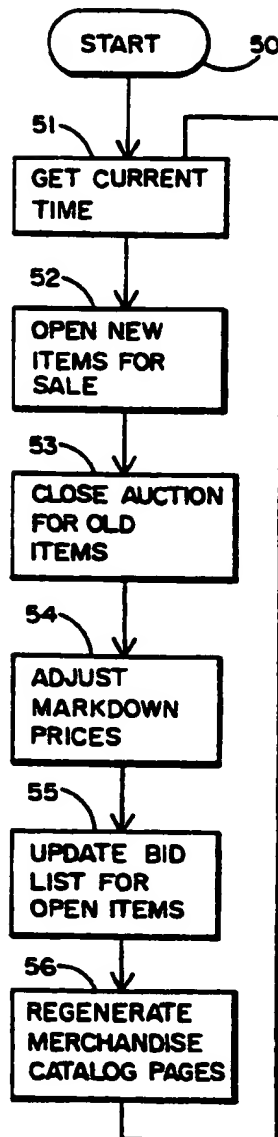 START
50
51
GET CURRENT
TIME
52
OPEN NEW
ITEMS FOR
SALE
53
CLOSE AUCTION
FOR OLD
ITEMS
54
ADJUST
MARKDOWN
PRICES
55
UPDATE BID
LIST FOR
OPEN ITEMS
56
REGENERATE
MERCHANDISE
CATALOG PAGES